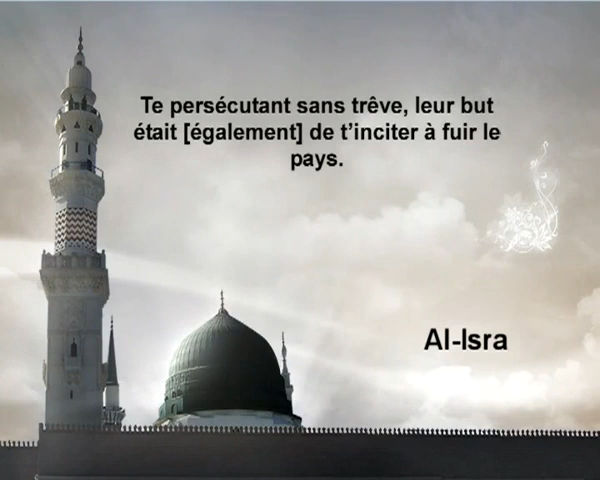 Te persécutant sans trêve, leur but
était [également] de t’inciter à fuir le
pays.
Al-Isra